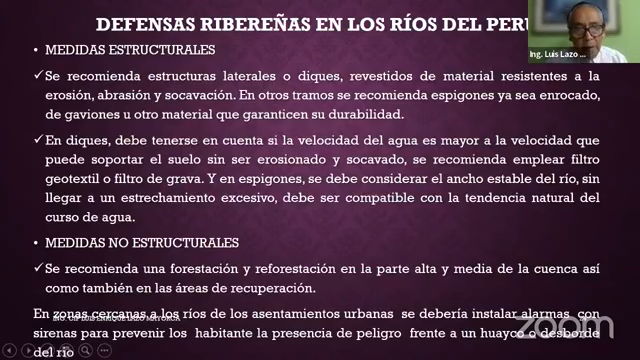 DEFENSAS RIBEREÑAS EN LOS RÍOS DEL PERU
Ing. Luis Lazo ...
• MEDIDAS ESTRUCTURALES
✓Se recomienda estructuras laterales o diques, revestidos de material resistentes a la
erosión, abrasión y socavación. En otros tramos se recomienda espigones ya sea enrocado,
de gaviones u otro material que garanticen su durabilidad.
✓En diques, debe tenerse en cuenta si la velocidad del agua es mayor a la velocidad que
puede soportar el suelo sin ser erosionado y socavado, se recomienda emplear filtro
geotextil o filtro de grava. Y en espigones, se debe considerar el ancho estable del río, sin
llegar a un estrechamiento excesivo, debe ser compatible con la tendencia natural del
curso de agua.
• MEDIDAS NO ESTRUCTURALES
✓Se recomienda una forestación y reforestación en la parte alta y media de la cuenca así
como también en las áreas de recuperación.
En zonas cercanas a los ríos de los asentamientos urbanas se debería instalar alarmas con
ING. CIP LUIS ENRIQUE LAZO
sirenas para prevenir los habitante la presencia de peligro frente a un huayco o desborde
del río
zoom